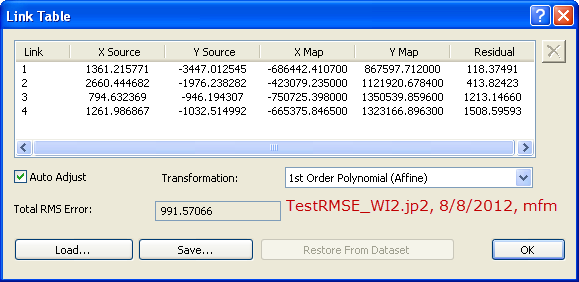 Link Table
Link X Source Y Source X Map Y Map Residual
1 1361.215771 -3447.012545 -686442.410700 867597.712000 118.37491
2 2660.444682 -1976.238282 -423079.235000 1121920.678400 413.82423
3 794.632369 -946.194307 -750725.398000 1350539.859600 1213.14660
4 1261.986867 -1032.514992 -665375.846500 1323166.896300 1508.59593
Auto Adjust Transformation: 1st Order Polynomial (Affine)
Total RMS Error: 991.57066 TestRMSE_WI2.jp2, 8/8/2012, mfm
Load... Save... Restore From Dataset OK